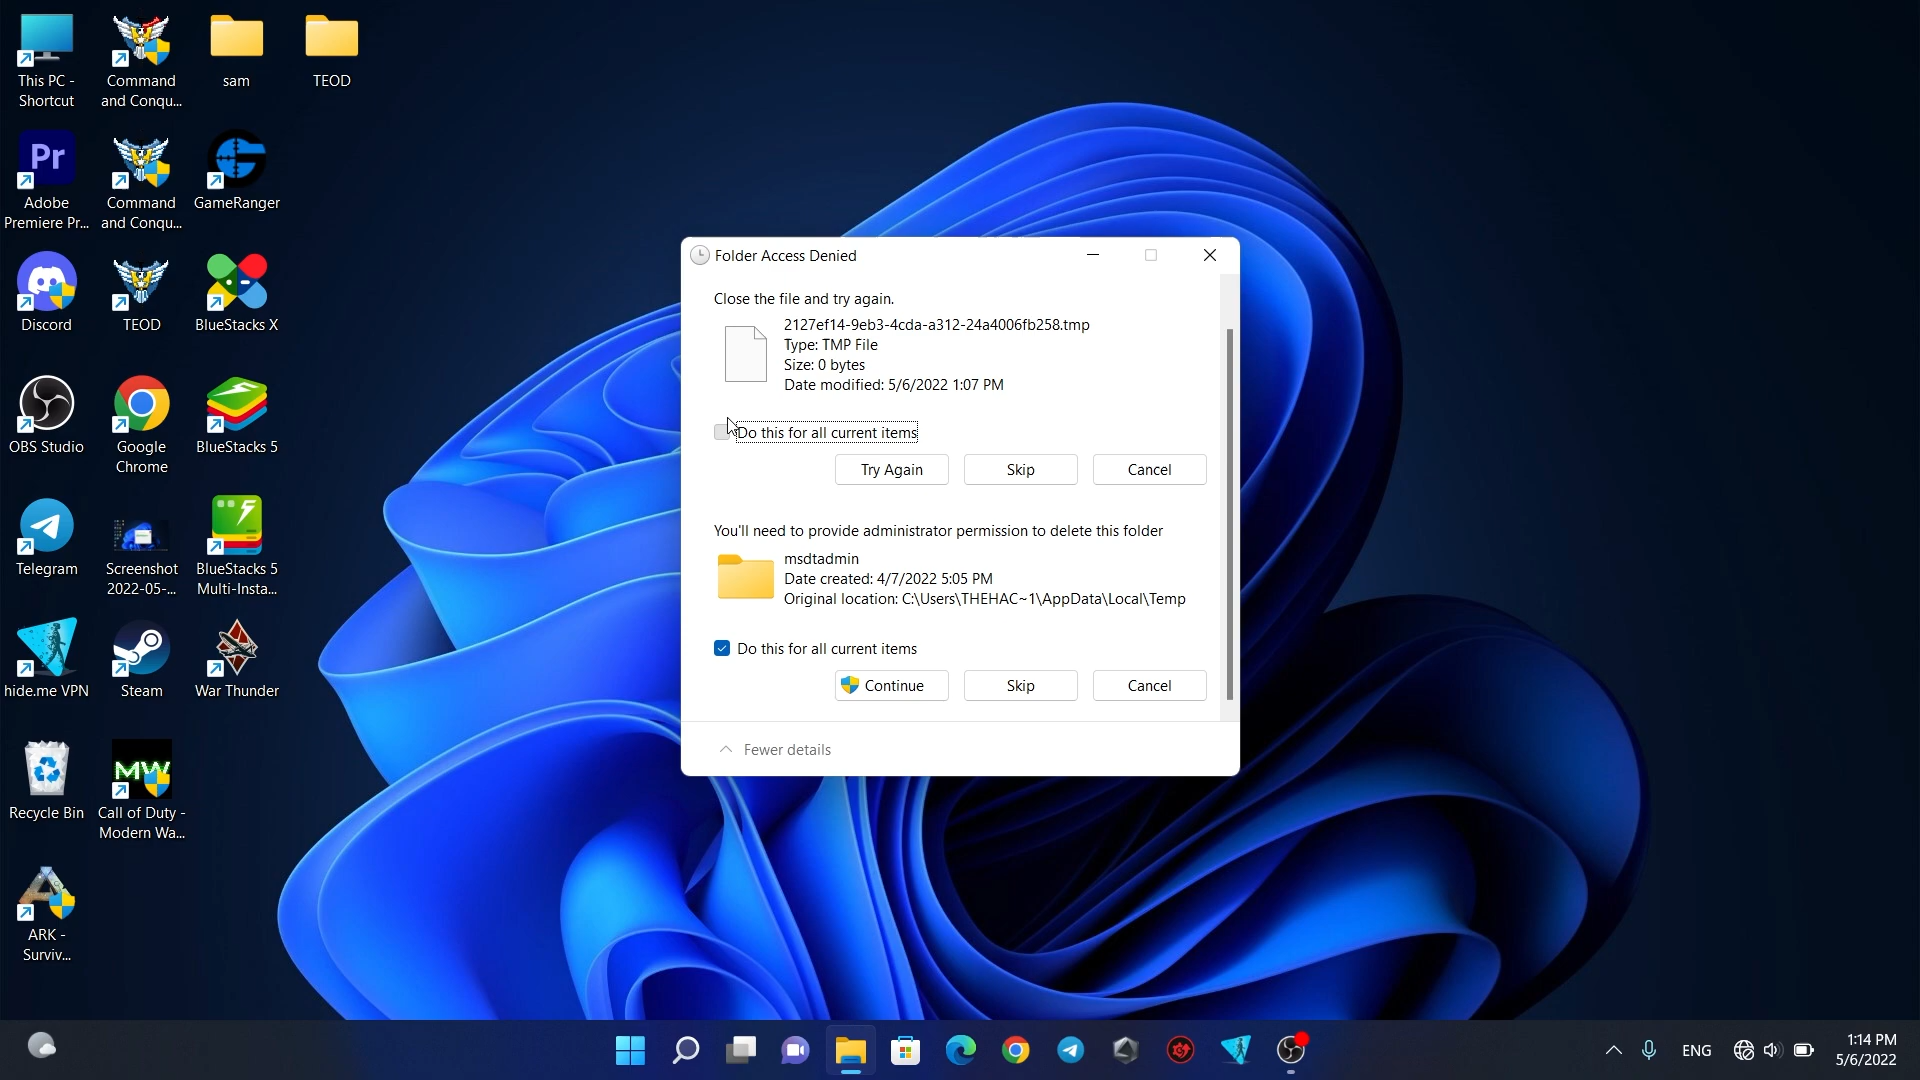 This PC -
Shortcut
Command
and Conqu...
sam
TEOD
Pr
Adobe
Premiere Pr...
Command
and Conqu...
GameRanger
Discord
TEOD
BlueStacks X
OBS Studio
Google
Chrome
BlueStacks 5
Telegram
Screenshot
2022-05-...
BlueStacks 5
Multi-Insta...
hide.me VPN
Steam
War Thunder
Recycle Bin
MW
Call of Duty -
Modern Wa...
ARK -
Surviv...
Folder Access Denied
Close the file and try again.
2127ef14-9eb3-4cda-a312-24a4006fb258.tmp
Type: TMP File
Size: 0 bytes
Date modified: 5/6/2022 1:07 PM
Do this for all current items
Try Again
Skip
Cancel
You'll need to provide administrator permission to delete this folder
msdtadmin
Date created: 4/7/2022 5:05 PM
Original location: C:\Users\THEHAC~1\AppData\Local\Temp
Do this for all current items
Continue
Skip
Cancel
Fewer details
ENG
1:14 PM
5/6/2022